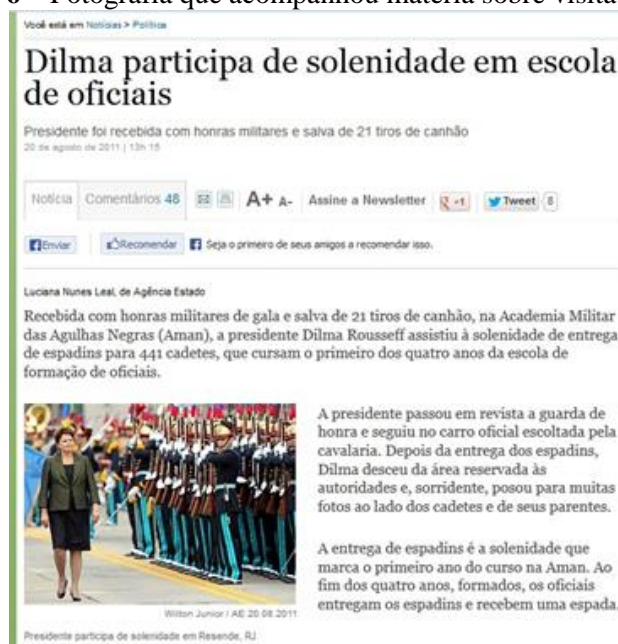 6 – Fotografia que acompanhou matéria sobre visita
Você está em Notícias > Política
Dilma participa de solenidade em escola
de oficiais
Presidente foi recebida com honras militares e salva de 21 tiros de canhão
20 de agosto de 2011 | 13h 15
Notícia Comentários 48 A+ A- Assine a Newsletter +1 Tweet 8
Enviar Recomendar Seja o primeiro de seus amigos a recomendar isso.
Luciana Nunes Leal, de Agência Estado
Recebida com honras militares de gala e salva de 21 tiros de canhão, na Academia Militar
das Agulhas Negras (Aman), a presidente Dilma Rousseff assistiu à solenidade de entrega
de espadins para 441 cadetes, que cursam o primeiro dos quatro anos da escola de
formação de oficiais.
A presidente passou em revista a guarda de
honra e seguiu no carro oficial escoltada pela
cavalaria. Depois da entrega dos espadins,
Dilma desceu da área reservada às
autoridades e, sorridente, posou para muitas
fotos ao lado dos cadetes e de seus parentes.
A entrega de espadins é a solenidade que
marca o primeiro ano do curso na Aman. Ao
fim dos quatro anos, formados, os oficiais
entregam os espadins e recebem uma espada.
Wilton Junior / AE 20.08.2011
Presidente participa de solenidade em Resende, RJ